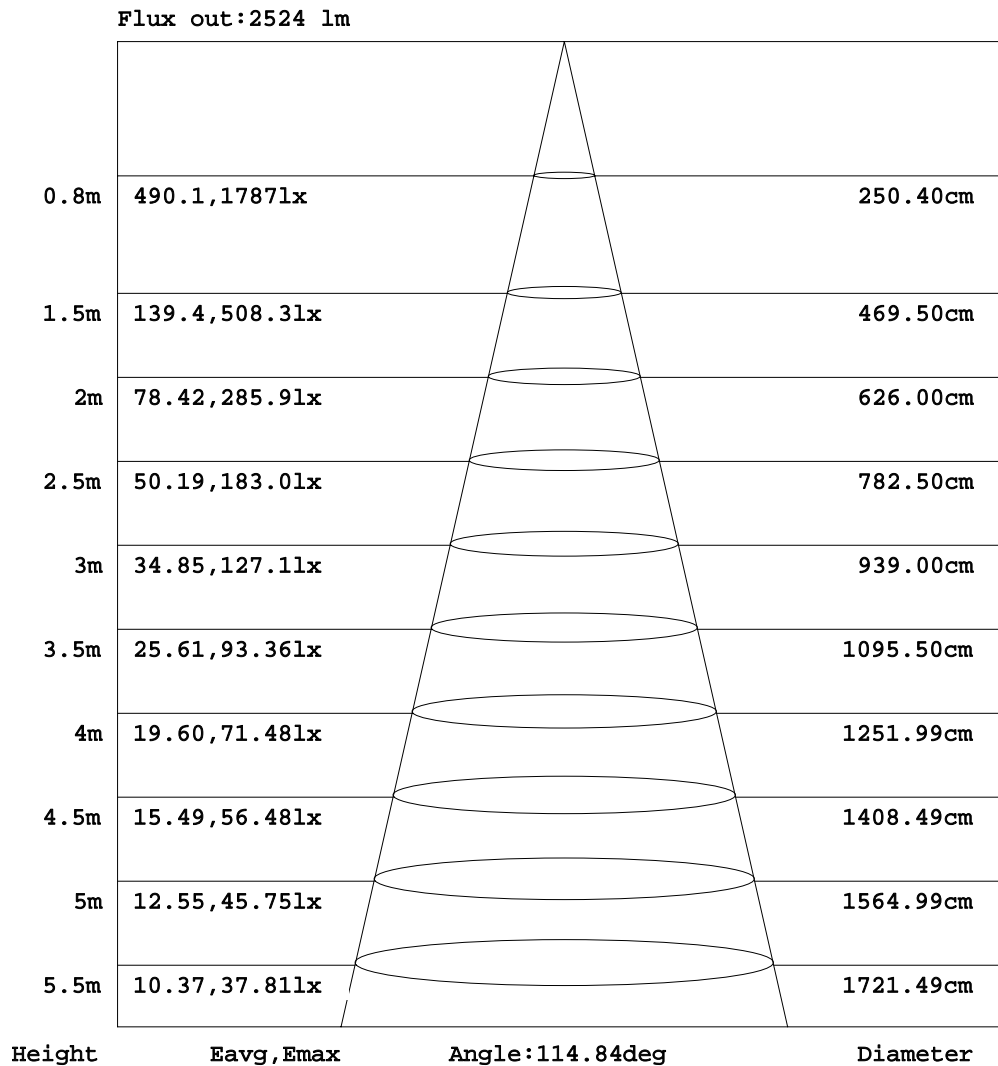 Flux out:2524 lm
0.8m 490.1,1787lx 250.40cm
1.5m 139.4,508.3lx 469.50cm
2m 78.42,285.9lx 626.00cm
2.5m 50.19,183.0lx 782.50cm
3m 34.85,127.1lx 939.00cm
3.5m 25.61,93.36lx 1095.50cm
4m 19.60,71.48lx 1251.99cm
4.5m 15.49,56.48lx 1408.49cm
5m 12.55,45.75lx 1564.99cm
5.5m 10.37,37.81lx 1721.49cm
Height Eavg,Emax Angle:114.84deg Diameter